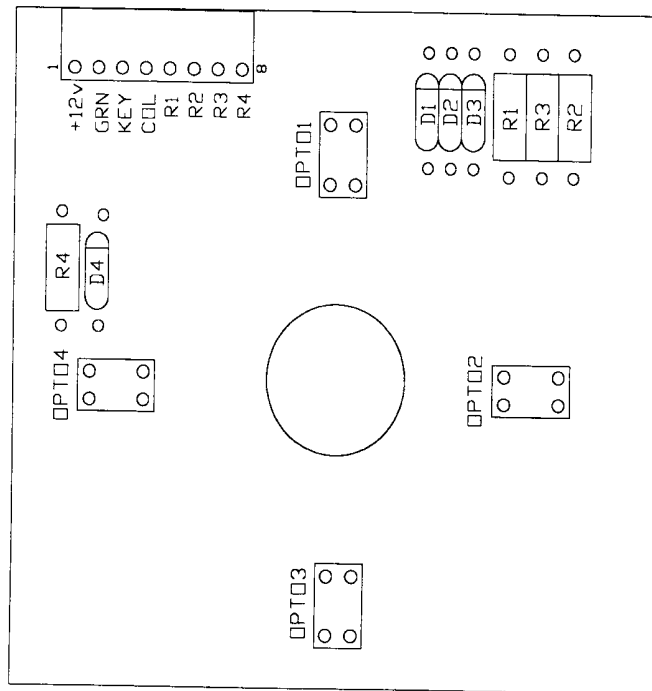 1
8
+12v
GRN
KEY
COL
R1
R2
R3
R4
OPTO1
D1
D2
D3
R1
R3
R2
R4
D4
OPTO4
OPTO2
OPTO3